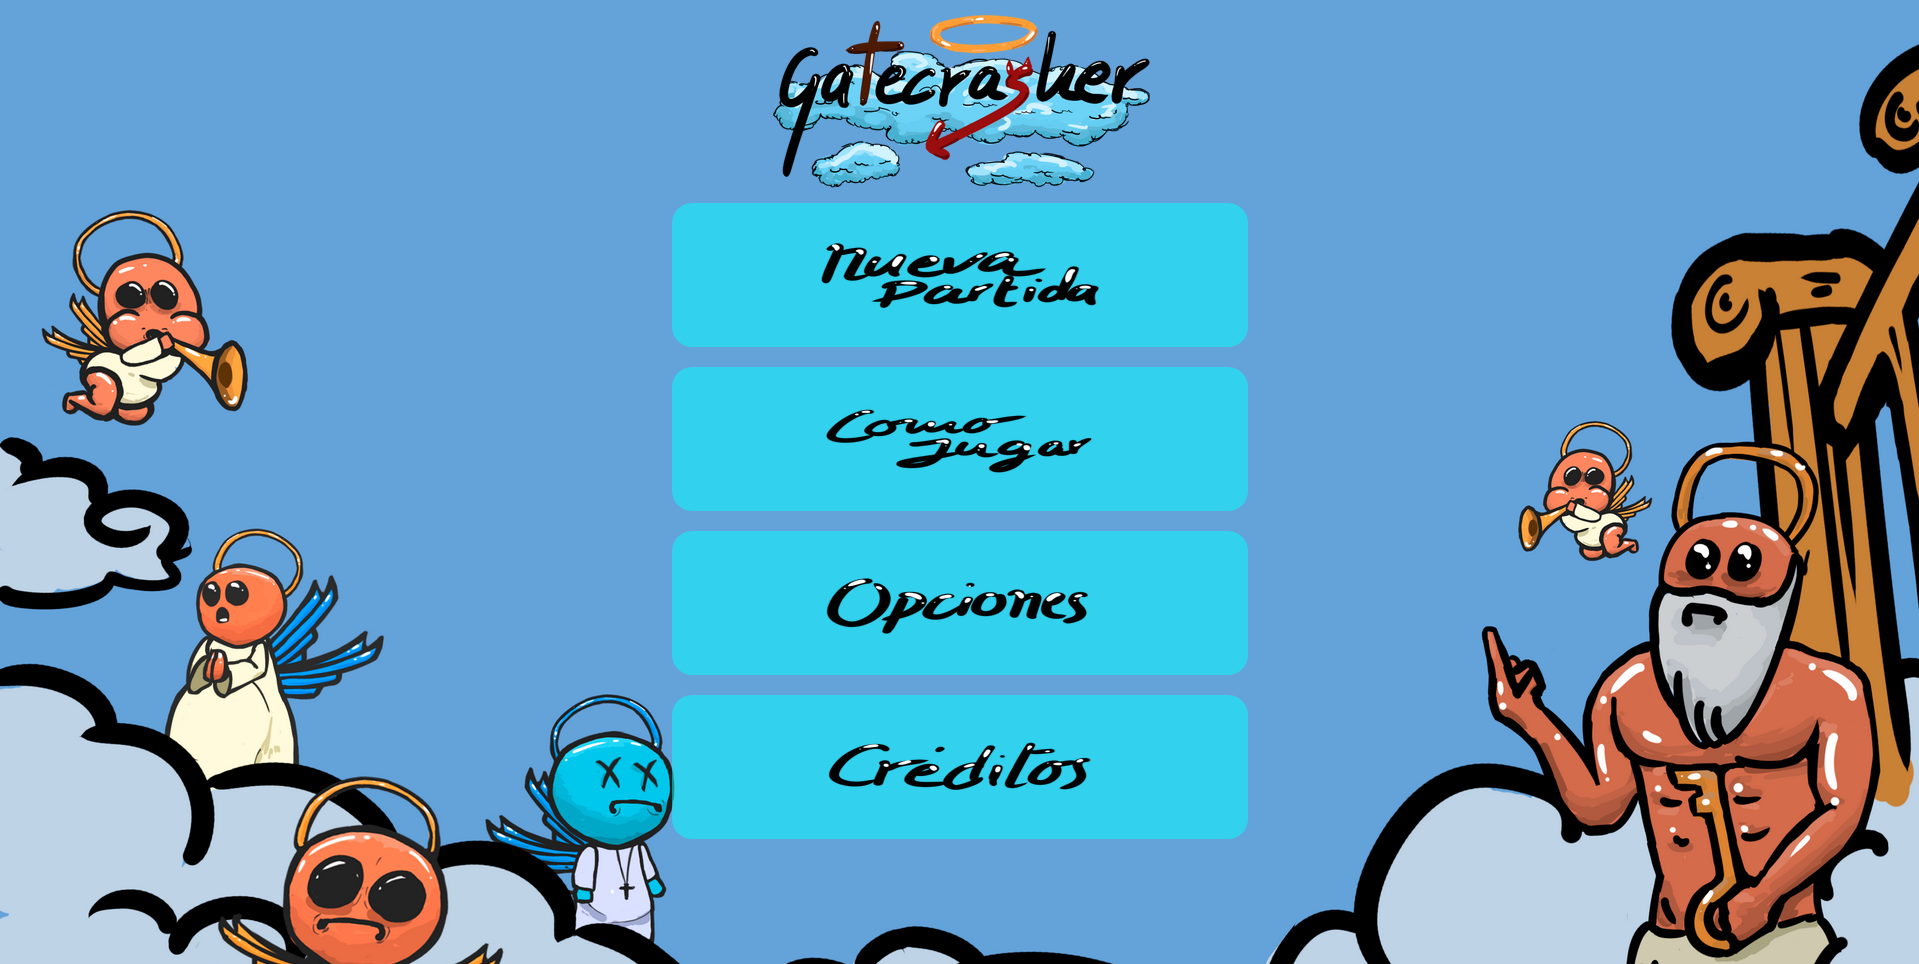 Gatecrasher
Nueva
Partida
Como
Jugar
Opciones
Créditos